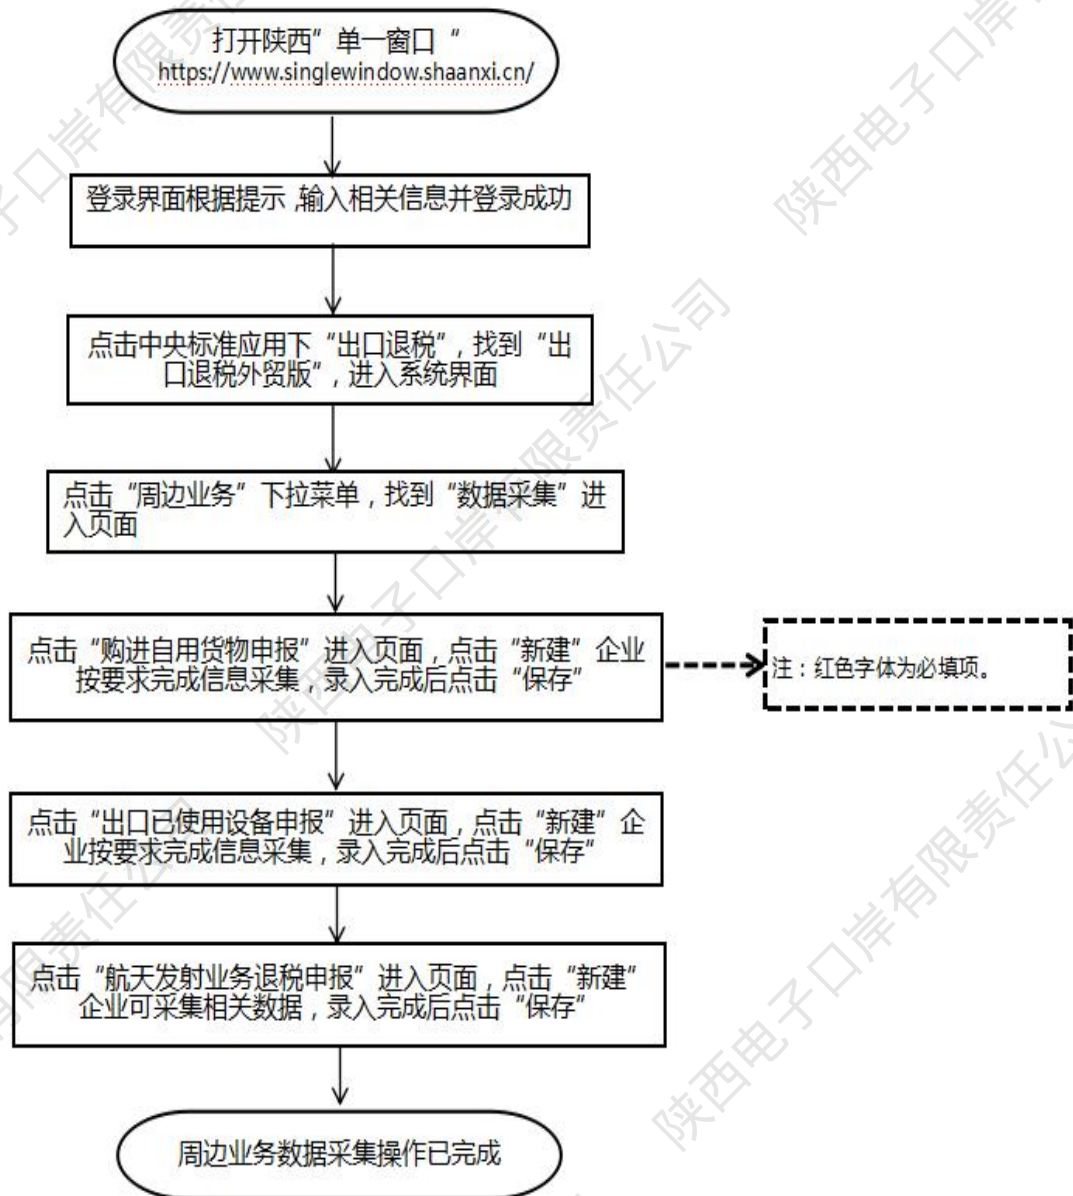 打开陕西”单一窗口“
https://www.singlewindow.shaanxi.cn/
登录界面根据提示,输入相关信息并登录成功
点击中央标准应用下“出口退税”，找到“出
口退税外贸版”，进入系统界面
点击“周边业务”下拉菜单，找到“数据采集”进
入页面
点击“购进自用货物申报”进入页面，点击“新建”企业
按要求完成信息采集，录入完成后点击“保存”
注：红色字体为必填项。
点击“出口已使用设备申报”进入页面，点击“新建”企
业按要求完成信息采集，录入完成后点击“保存”
点击“航天发射业务退税申报”进入页面，点击“新建”
企业可采集相关数据，录入完成后点击“保存”
周边业务数据采集操作已完成
陕西电子口岸有限责任公司